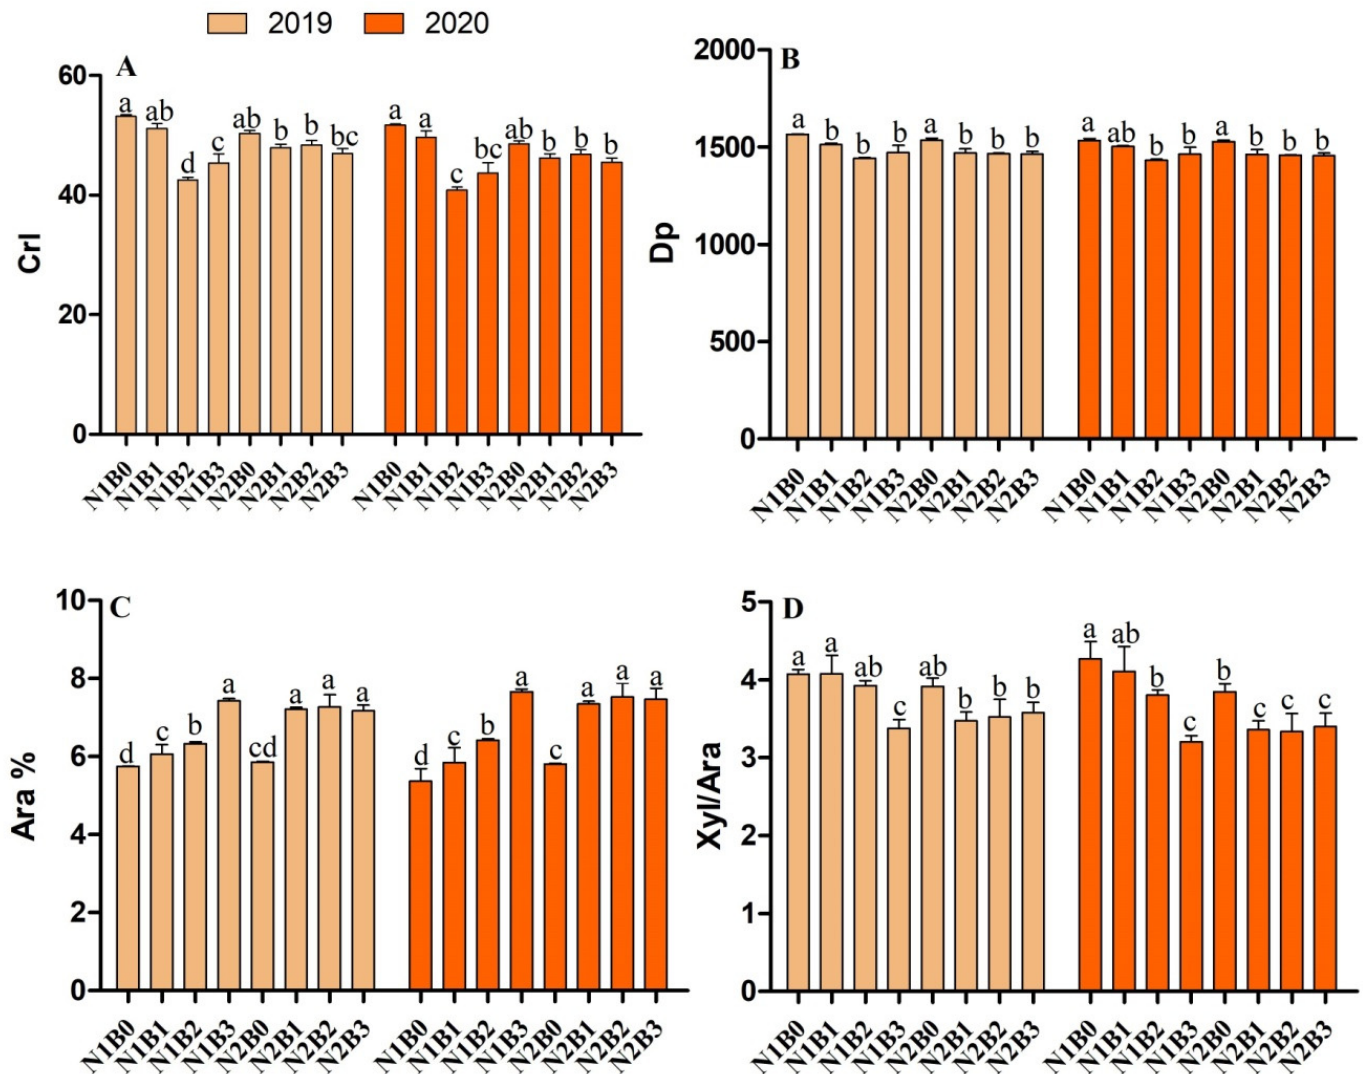 2019 2020
A
60
40
20
0
CrI
a ab d c ab b b bc a a c bc ab b b b
N1B0 N1B1 N1B2 N1B3 N2B0 N2B1 N2B2 N2B3 N1B0 N1B1 N1B2 N1B3 N2B0 N2B1 N2B2 N2B3
B
2000
1500
1000
500
0
Dp
a b b b a b b b a ab b b a b b b
N1B0 N1B1 N1B2 N1B3 N2B0 N2B1 N2B2 N2B3 N1B0 N1B1 N1B2 N1B3 N2B0 N2B1 N2B2 N2B3
C
10
8
6
4
2
0
Ara %
d c b a cd a a a d c b a c a a a
N1B0 N1B1 N1B2 N1B3 N2B0 N2B1 N2B2 N2B3 N1B0 N1B1 N1B2 N1B3 N2B0 N2B1 N2B2 N2B3
D
5
4
3
2
1
0
Xyl/Ara
a a ab c ab b b b a ab b c b c c c
N1B0 N1B1 N1B2 N1B3 N2B0 N2B1 N2B2 N2B3 N1B0 N1B1 N1B2 N1B3 N2B0 N2B1 N2B2 N2B3